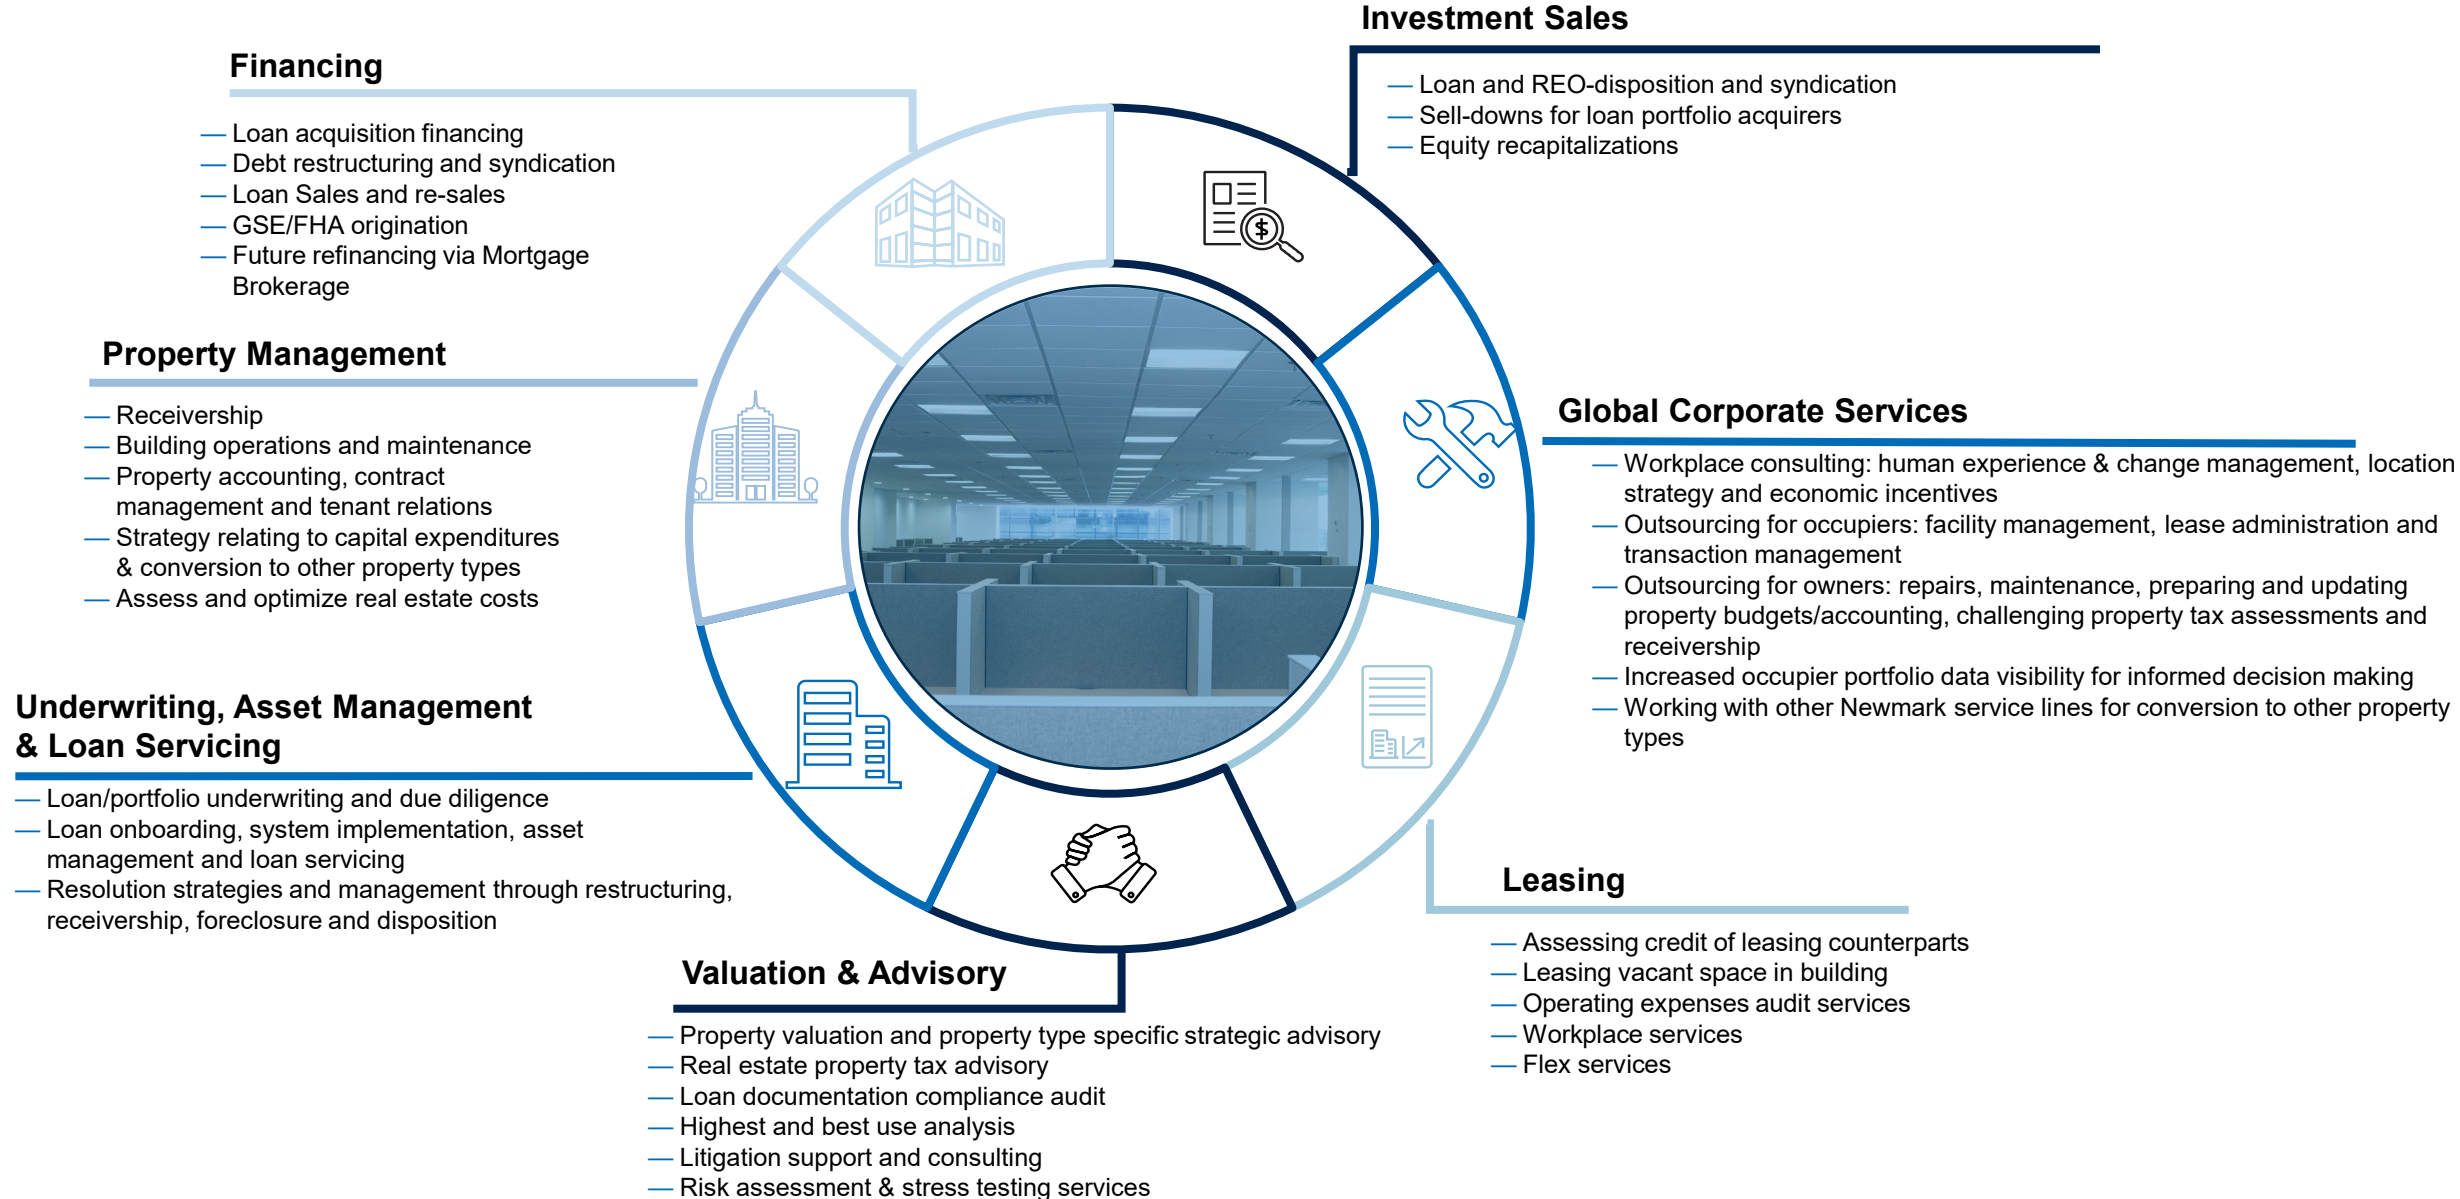 Investment Sales
— Loan and REO-disposition and syndication
— Sell-downs for loan portfolio acquirers
— Equity recapitalizations
Financing
— Loan acquisition financing
— Debt restructuring and syndication
— Loan Sales and re-sales
— GSE/FHA origination
— Future refinancing via Mortgage
Brokerage
$
Property Management
— Receivership
— Building operations and maintenance
— Property accounting, contract
management and tenant relations
— Strategy relating to capital expenditures
& conversion to other property types
— Assess and optimize real estate costs
Global Corporate Services
— Workplace consulting: human experience & change management, location
strategy and economic incentives
— Outsourcing for occupiers: facility management, lease administration and
transaction management
— Outsourcing for owners: repairs, maintenance, preparing and updating
property budgets/accounting, challenging property tax assessments and
receivership
— Increased occupier portfolio data visibility for informed decision making
— Working with other Newmark service lines for conversion to other property
types
Underwriting, Asset Management
& Loan Servicing
— Loan/portfolio underwriting and due diligence
— Loan onboarding, system implementation, asset
management and loan servicing
— Resolution strategies and management through restructuring,
receivership, foreclosure and disposition
Leasing
— Assessing credit of leasing counterparts
— Leasing vacant space in building
— Operating expenses audit services
— Workplace services
— Flex services
Valuation & Advisory
— Property valuation and property type specific strategic advisory
— Real estate property tax advisory
— Loan documentation compliance audit
— Highest and best use analysis
— Litigation support and consulting
— Risk assessment & stress testing services